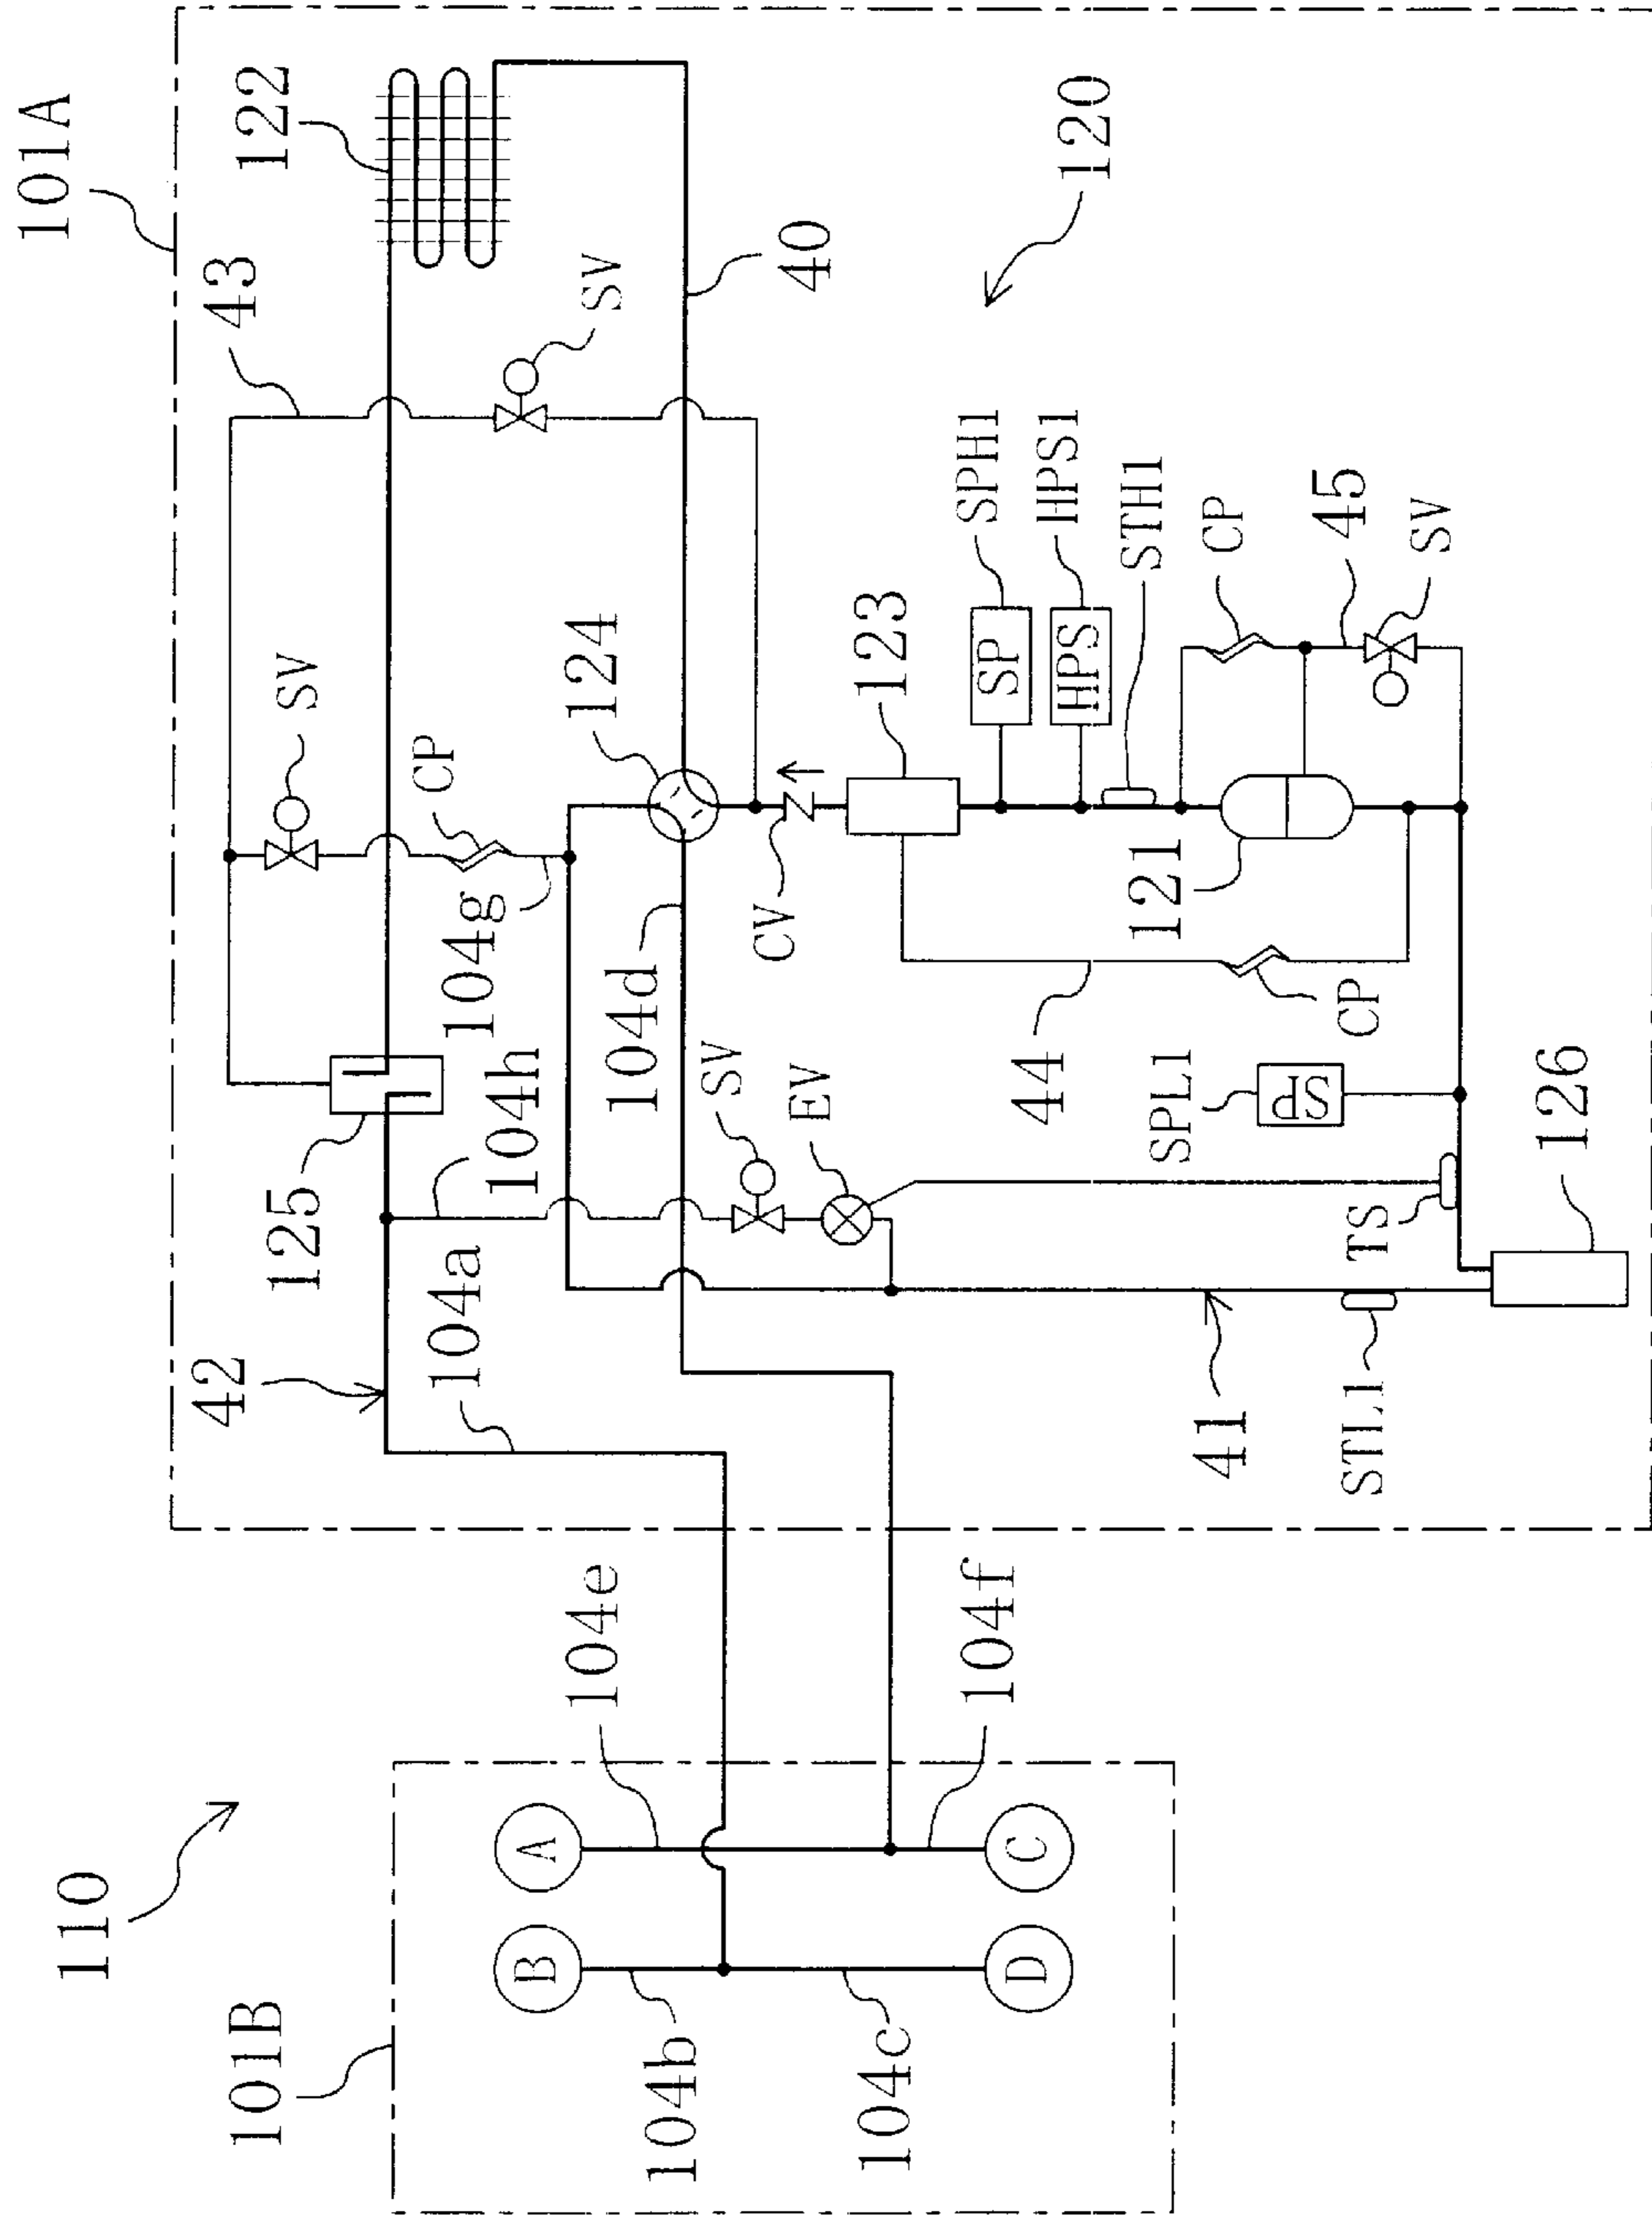 110
101A
101B
42
125
43
122
SV
CP
104a
104g
104h
B
A
104e
124
SV
104d
104b
SV
CV
40
EV
104c
123
SPH1
104f
SP
D
C
44
HPS1
HPS
120
STH1
121
SPL1
41
CP
SP
45
CP
STL1
TS
SV
126